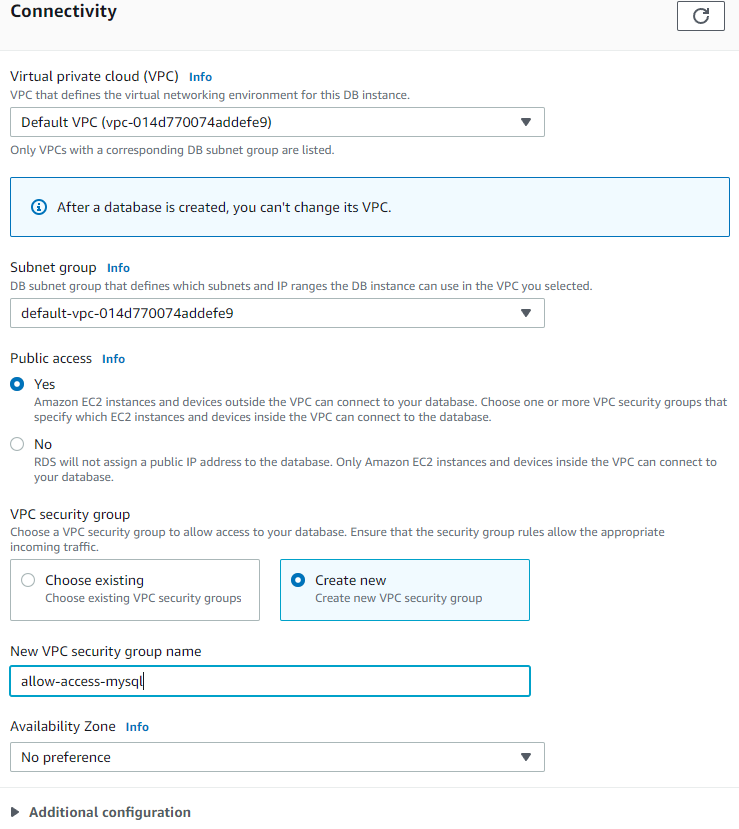 Connectivity
Virtual private cloud (VPC) Info
VPC that defines the virtual networking environment for this DB instance.
Default VPC (vpc-014d770074addefe9)
Only VPCs with a corresponding DB subnet group are listed.
After a database is created, you can't change its VPC.
Subnet group Info
DB subnet group that defines which subnets and IP ranges the DB instance can use in the VPC you selected.
default-vpc-014d770074addefe9
Public access Info
Yes
Amazon EC2 instances and devices outside the VPC can connect to your database. Choose one or more VPC security groups that
specify which EC2 instances and devices inside the VPC can connect to the database.
No
RDS will not assign a public IP address to the database. Only Amazon EC2 instances and devices inside the VPC can connect to
your database.
VPC security group
Choose a VPC security group to allow access to your database. Ensure that the security group rules allow the appropriate
incoming traffic.
Choose existing
Choose existing VPC security groups
Create new
Create new VPC security group
New VPC security group name
allow-access-mysql
Availability Zone Info
No preference
Additional configuration